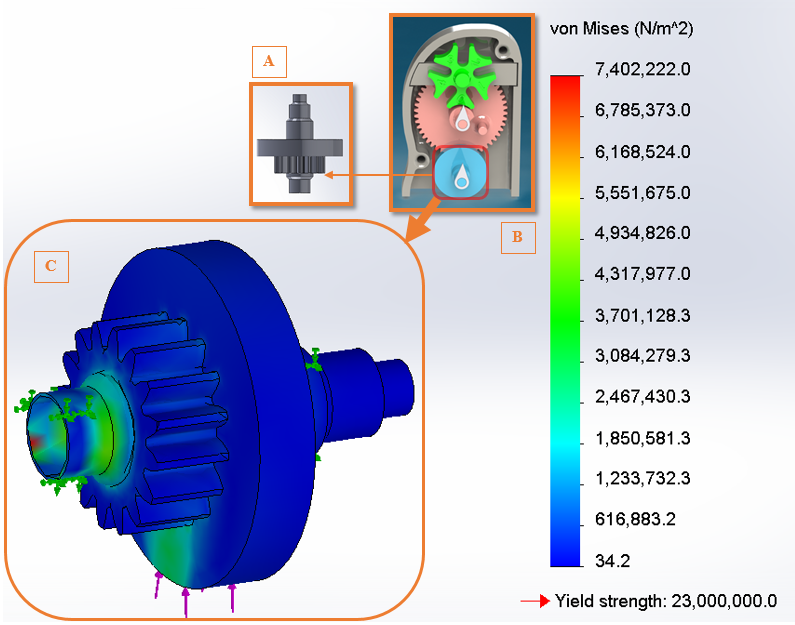 A
B
C
von Mises (N/m^2)
7,402,222.0
6,785,373.0
6,168,524.0
5,551,675.0
4,934,826.0
4,317,977.0
3,701,128.3
3,084,279.3
2,467,430.3
1,850,581.3
1,233,732.3
616,883.2
34.2
Yield strength: 23,000,000.0